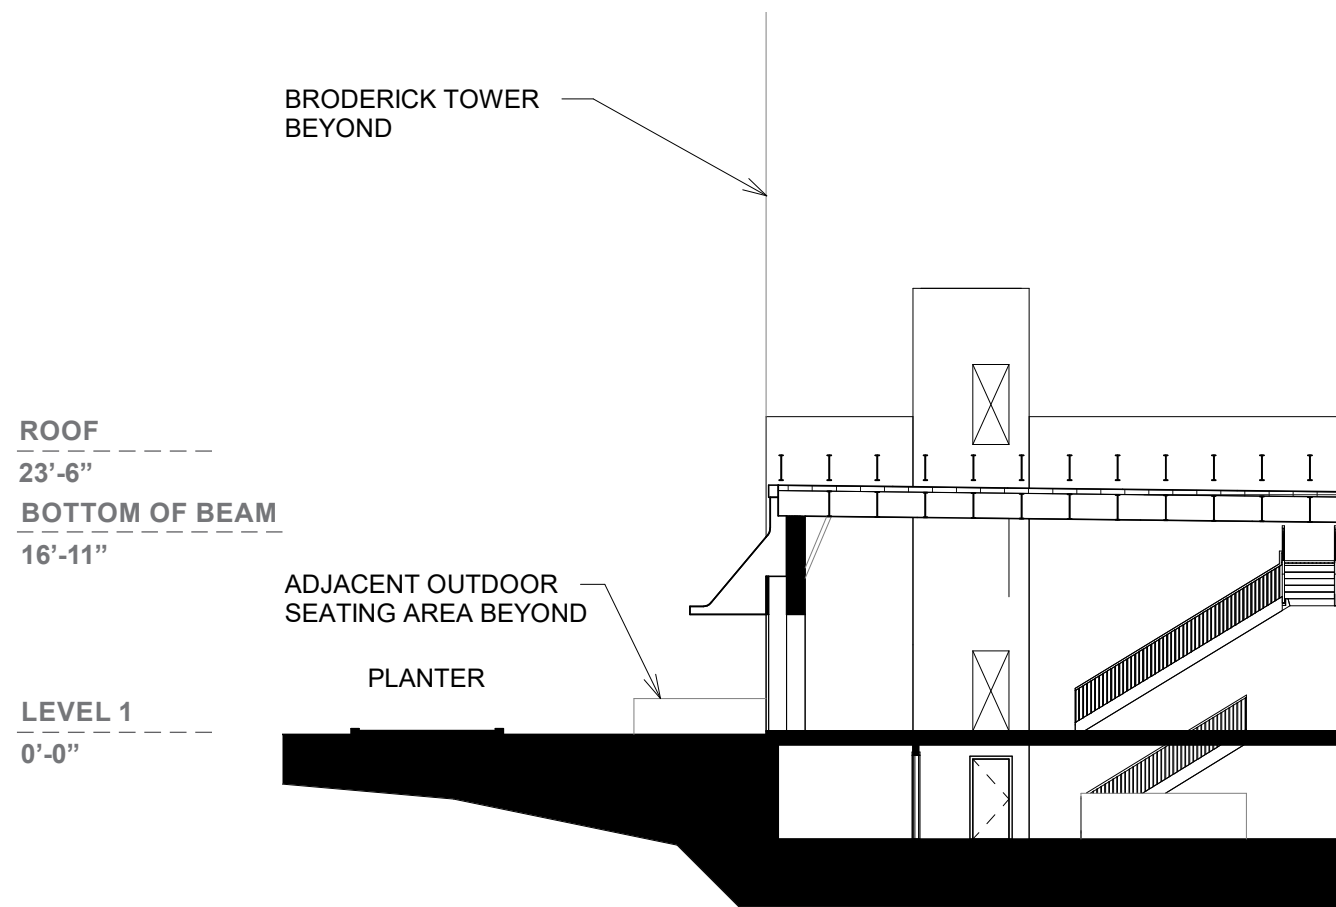 BRODERICK TOWER
BEYOND
ROOF
23’-6”
BOTTOM OF BEAM
16’-11”
ADJACENT OUTDOOR
SEATING AREA BEYOND
PLANTER
LEVEL 1
0’-0”